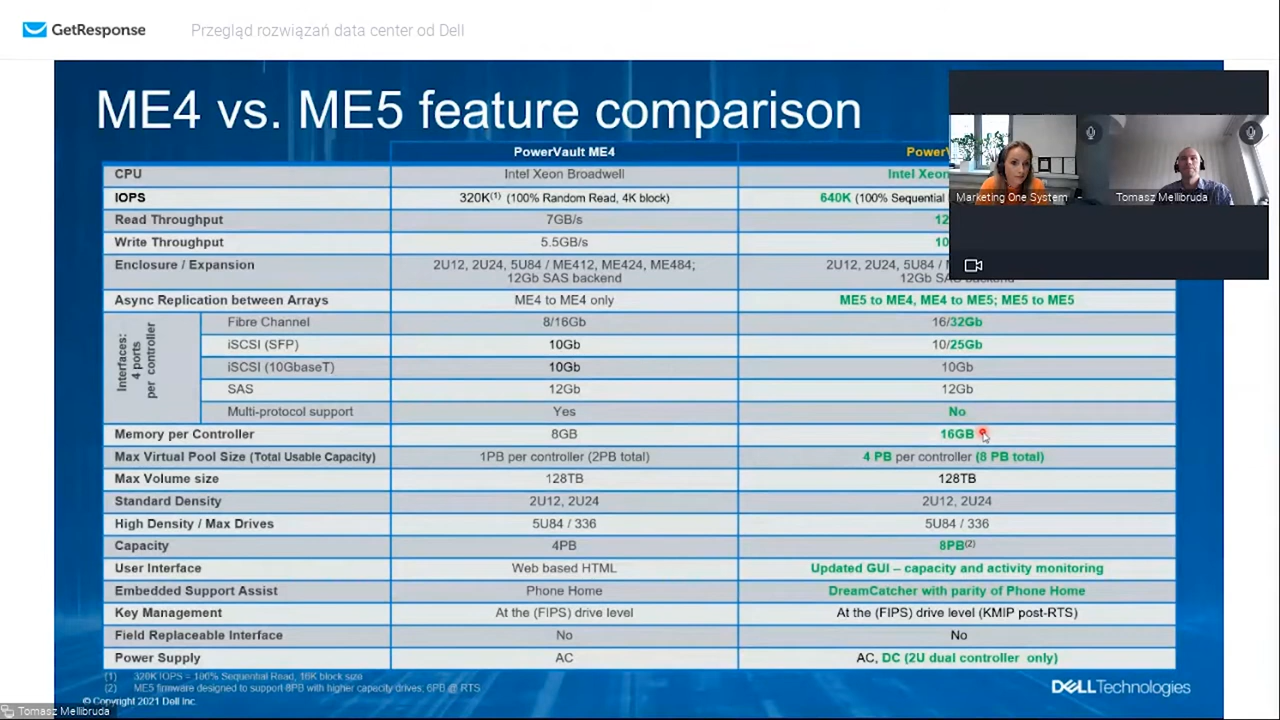 GetResponse
Przegląd rozwiązań data center od Dell
ME4 vs. ME5 feature comparison
PowerVault ME4
CPU Intel Xeon Broadwell Intel Xeon
IOPS 320K(1) (100% Random Read, 4K block) 640K (100% Sequential
Read Throughput 7GB/s 12
Write Throughput 5.5GB/s 10
Enclosure / Expansion 2U12, 2U24, 5U84 / ME412, ME424, ME484; 2U12, 2U24, 5U84 /
12Gb SAS backend 12Gb
Async Replication between Arrays ME4 to ME4 only ME5 to ME4, ME4 to ME5; ME5 to ME5
Interfaces:
4 ports
per controller
Fibre Channel 8/16Gb 16/32Gb
iSCSI (SFP) 10Gb 10/25Gb
iSCSI (10GbaseT) 10Gb 10Gb
SAS 12Gb 12Gb
Multi-protocol support Yes No
Memory per Controller 8GB 16GB
Max Virtual Pool Size (Total Usable Capacity) 1PB per controller (2PB total) 4 PB per controller (8 PB total)
Max Volume size 128TB 128TB
Standard Density 2U12, 2U24 2U12, 2U24
High Density / Max Drives 5U84 / 336 5U84 / 336
Capacity 4PB 8PB(2)
User Interface Web based HTML Updated GUI – capacity and activity monitoring
Embedded Support Assist Phone Home DreamCatcher with parity of Phone Home
Key Management At the (FIPS) drive level At the (FIPS) drive level (KMIP post-RTS)
Field Replaceable Interface No No
Power Supply AC AC, DC (2U dual controller only)
(1) 320K IOPS = 100% Sequential Read, 16K block size
(2) ME5 firmware designed to support 8PB with higher capacity drives; 6PB @ RTS
© Copyright 2021 Dell Inc.
DELLTechnologies
Marketing One System -
Tomasz Mellibruda
Tomasz Mellibruda